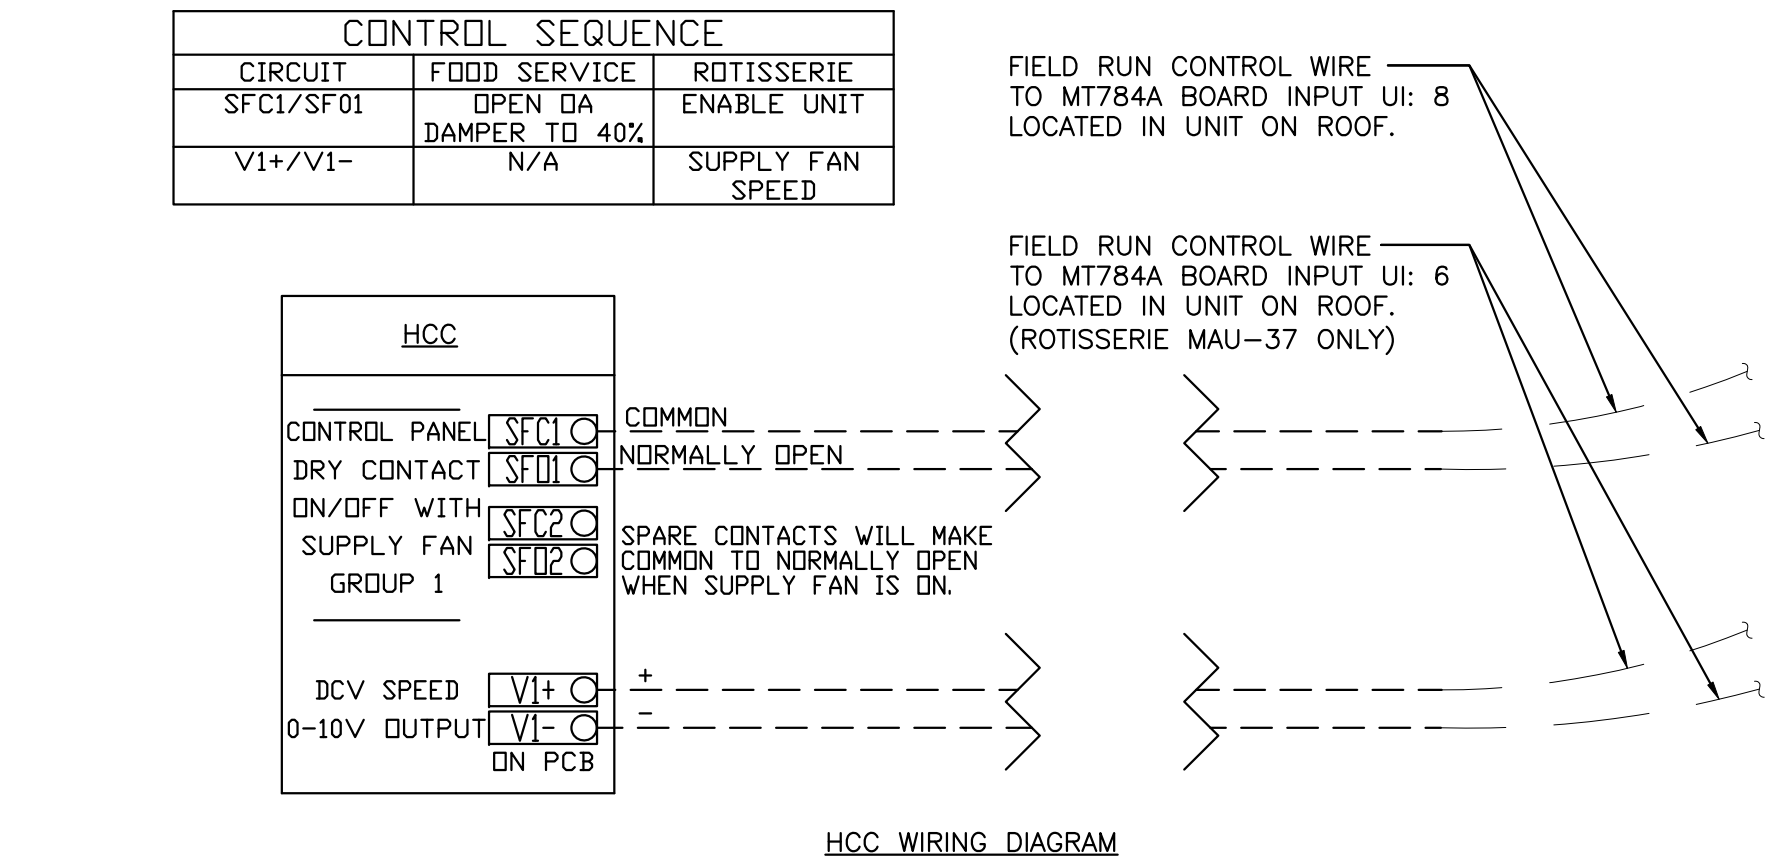 CONTROL SEQUENCE
CIRCUIT FOOD SERVICE ROTISSERIE
SFC1/SFO1 OPEN OA DAMPER TO 40% ENABLE UNIT
V1+/V1- N/A SUPPLY FAN SPEED
FIELD RUN CONTROL WIRE
TO MT784A BOARD INPUT UI: 8
LOCATED IN UNIT ON ROOF.
FIELD RUN CONTROL WIRE
TO MT784A BOARD INPUT UI: 6
LOCATED IN UNIT ON ROOF.
(ROTISSERIE MAU-37 ONLY)
HCC
CONTROL PANEL SFC1 COMMON
DRY CONTACT SFO1 NORMALLY OPEN
ON/OFF WITH SFC2
SUPPLY FAN SFO2
GROUP 1
SPARE CONTACTS WILL MAKE
COMMON TO NORMALLY OPEN
WHEN SUPPLY FAN IS ON.
DCV SPEED V1+ +
0-10V OUTPUT V1- -
ON PCB
HCC WIRING DIAGRAM